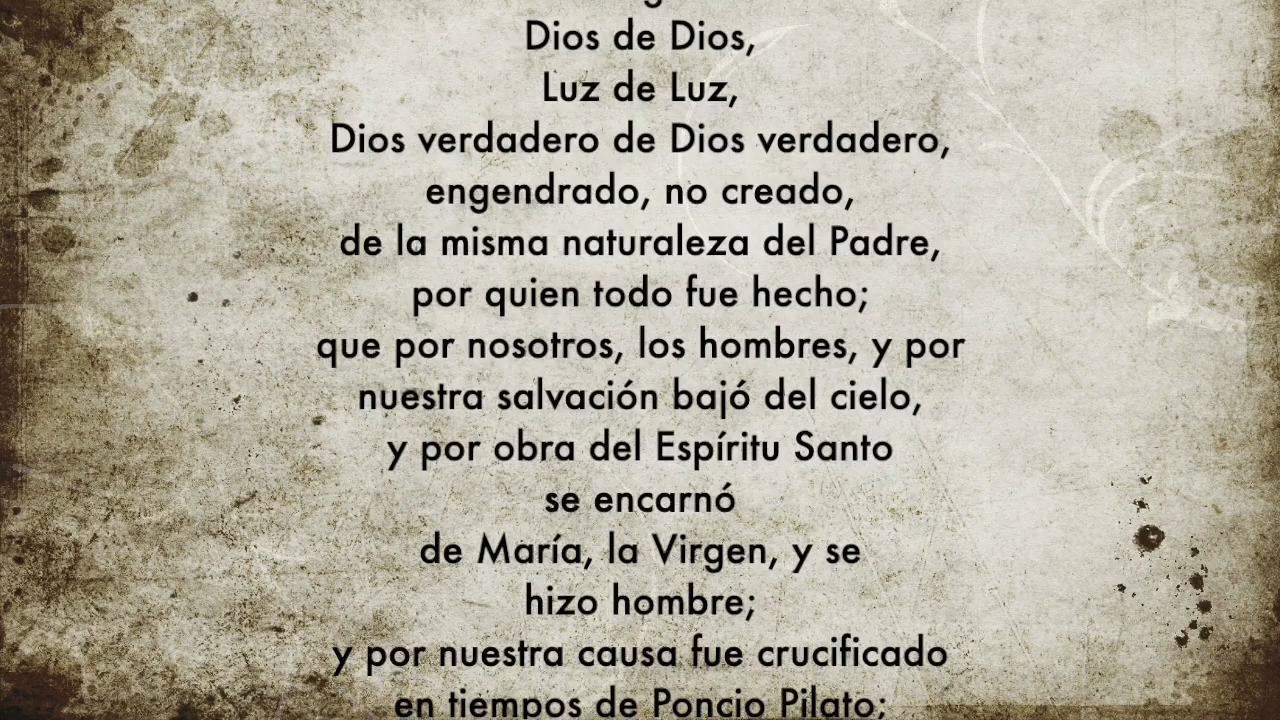 Dios de Dios,
Luz de Luz,
Dios verdadero de Dios verdadero,
engendrado, no creado,
de la misma naturaleza del Padre,
por quien todo fue hecho;
que por nosotros, los hombres, y por
nuestra salvación bajó del cielo,
y por obra del Espíritu Santo
se encarnó
de María, la Virgen, y se
hizo hombre;
y por nuestra causa fue crucificado
en tiempos de Poncio Pilato;